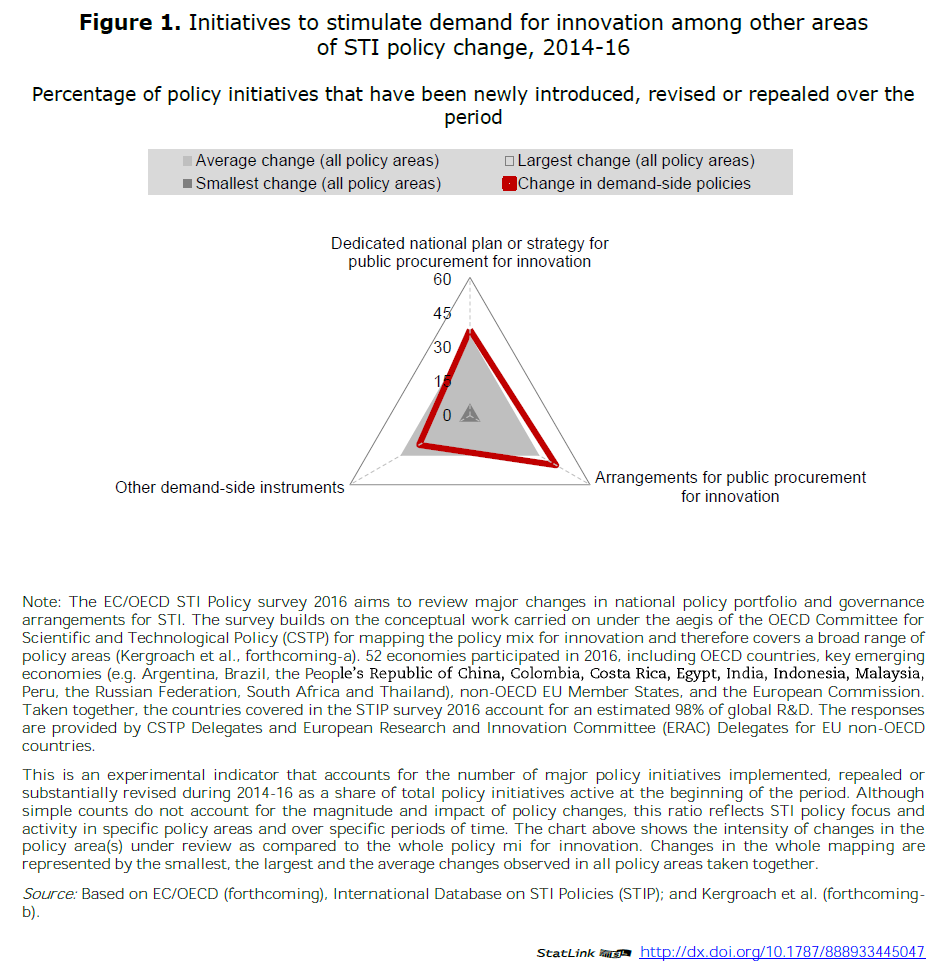 Figure 1. Initiatives to stimulate demand for innovation among other areas
of STI policy change, 2014-16
Percentage of policy initiatives that have been newly introduced, revised or repealed over the
period
Average change (all policy areas)
Largest change (all policy areas)
Smallest change (all policy areas)
Change in demand-side policies
Dedicated national plan or strategy for
public procurement for innovation
60
45
30
15
0
Other demand-side instruments
Arrangements for public procurement
for innovation
Note: The EC/OECD STI Policy survey 2016 aims to review major changes in national policy portfolio and governance
arrangements for STI. The survey builds on the conceptual work carried on under the aegis of the OECD Committee for
Scientific and Technological Policy (CSTP) for mapping the policy mix for innovation and therefore covers a broad range of
policy areas (Kergroach et al., forthcoming-a). 52 economies participated in 2016, including OECD countries, key emerging
economies (e.g. Argentina, Brazil, the People's Republic of China, Colombia, Costa Rica, Egypt, India, Indonesia, Malaysia,
Peru, the Russian Federation, South Africa and Thailand), non-OECD EU Member States, and the European Commission.
Taken together, the countries covered in the STIP survey 2016 account for an estimated 98% of global R&D. The responses
are provided by CSTP Delegates and European Research and Innovation Committee (ERAC) Delegates for EU non-OECD
countries.
This is an experimental indicator that accounts for the number of major policy initiatives implemented, repealed or
substantially revised during 2014-16 as a share of total policy initiatives active at the beginning of the period. Although
simple counts do not account for the magnitude and impact of policy changes, this ratio reflects STI policy focus and
activity in specific policy areas and over specific periods of time. The chart above shows the intensity of changes in the
policy area(s) under review as compared to the whole policy mi for innovation. Changes in the whole mapping are
represented by the smallest, the largest and the average changes observed in all policy areas taken together.
Source: Based on EC/OECD (forthcoming), International Database on STI Policies (STIP); and Kergroach et al. (forthcoming-
b).
StatLink http://dx.doi.org/10.1787/888933445047